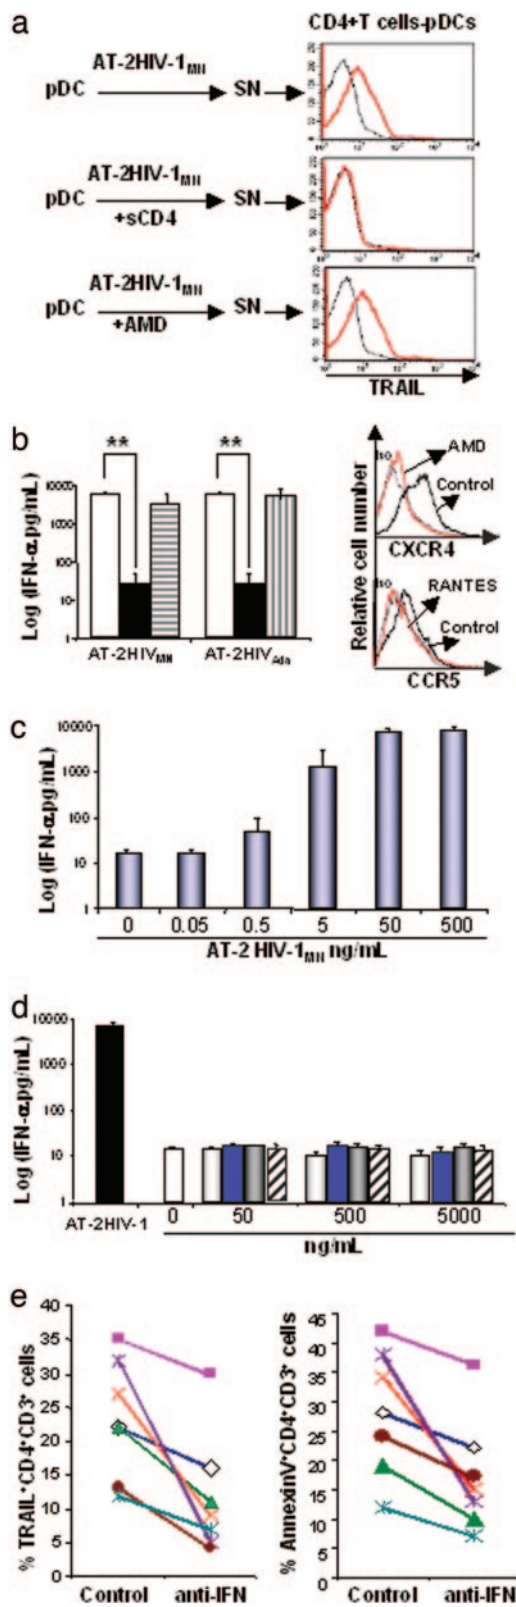 a
CD4+T cells-pDCs
AT-2HIV-1MN
pDC SN
AT-2HIV-1MN
pDC SN
+sCD4
AT-2HIV-1MN
pDC SN
+AMD
TRAIL
b
** **
Log (IFN-α.pg/mL)
10000
1000
100
10
1
AT-2HIVMN AT-2HIVAda
Relative cell number
AMD
Control
CXCR4
RANTES
Control
CCR5
c
Log (IFN-α.pg/mL)
10000
1000
100
10
1
0 0.05 0.5 5 50 500
AT-2 HIV-1MN ng/mL
d
Log (IFN-α.pg/mL)
10000
1000
100
10
1
AT-2HIV-1 0 50 500 5000
ng/mL
e
% TRAIL+CD4+CD3+ cells
40
35
30
25
20
15
10
5
0
Control anti-IFN
% AnnexinV+CD4+CD3+ cells
45
40
35
30
25
20
15
10
5
0
Control anti-IFN